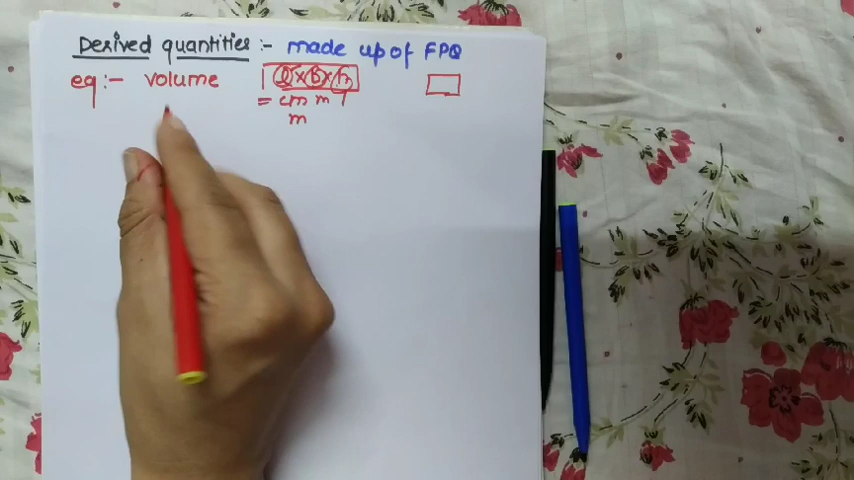 Derived quantities :- made up of FPQ
eg :- volume l × b × h
= cm m
m